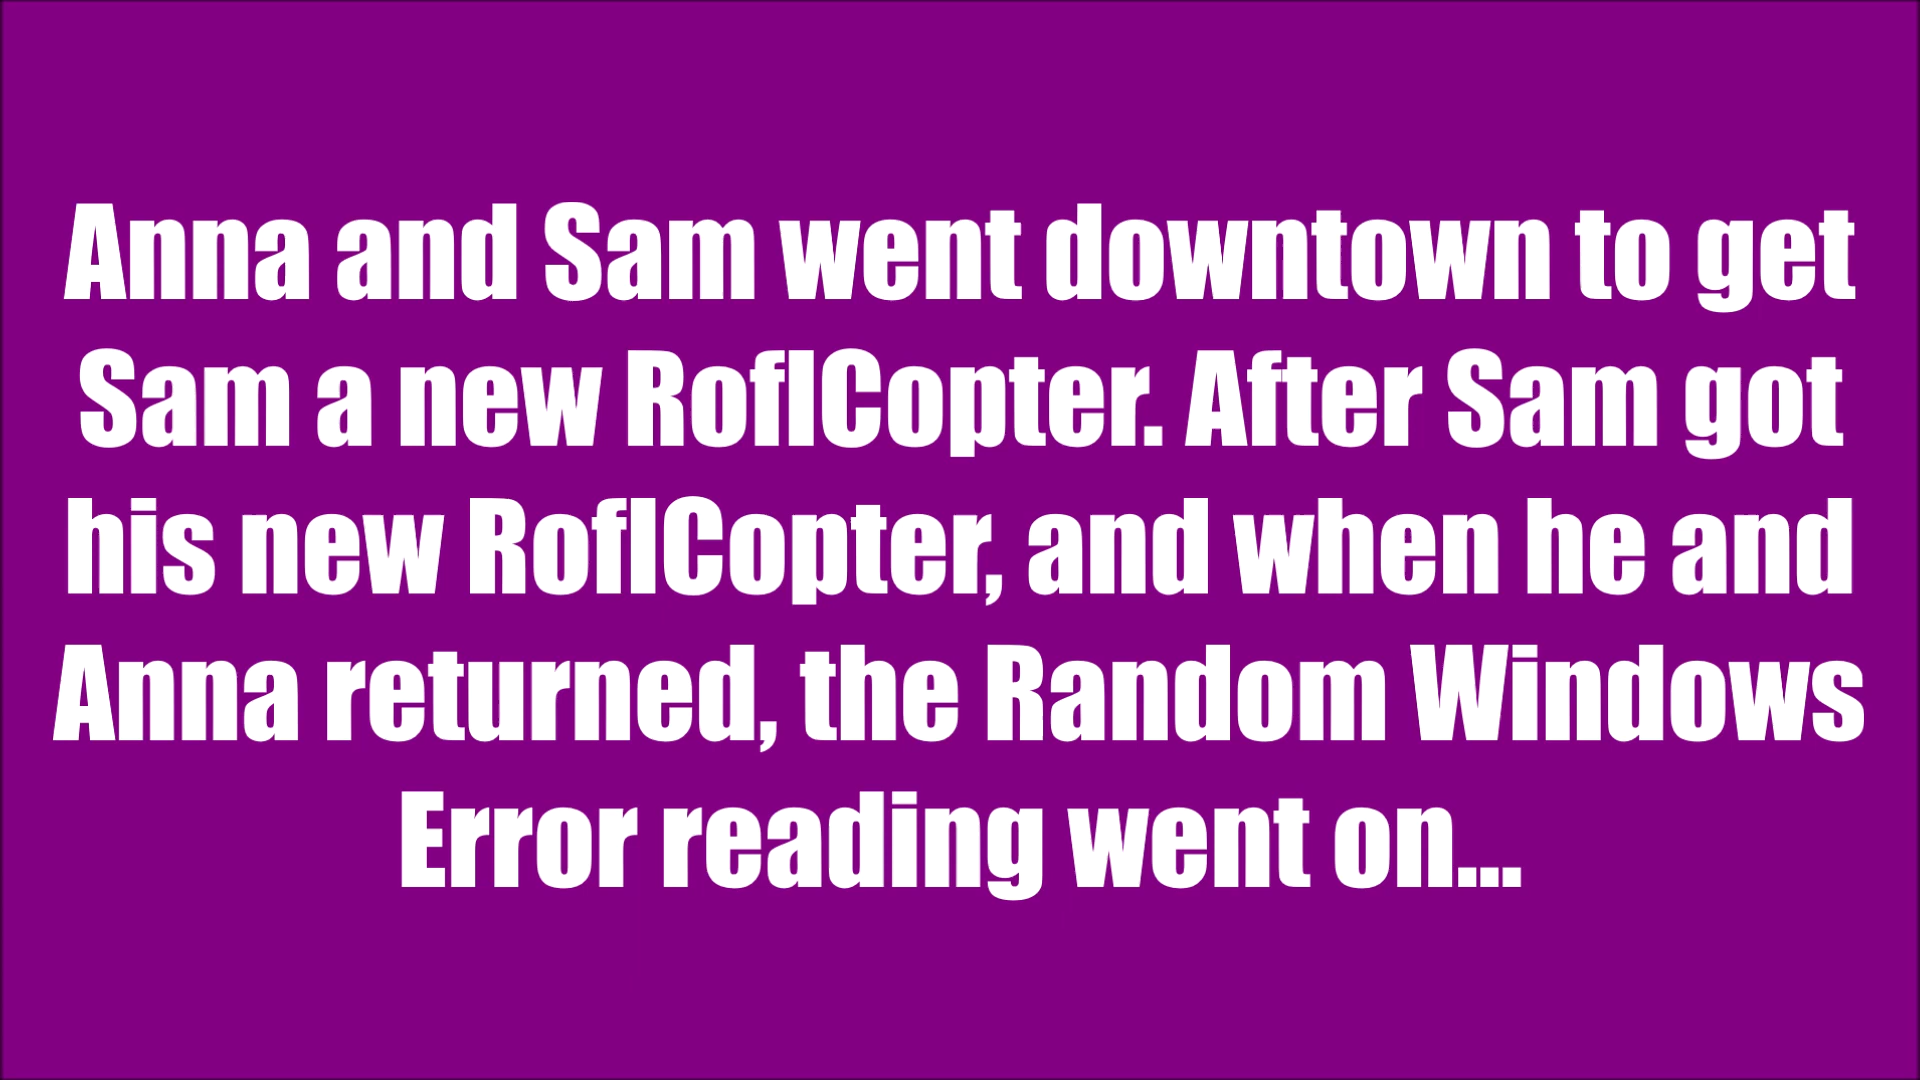 Anna and Sam went downtown to get
Sam a new RoflCopter. After Sam got
his new RoflCopter, and when he and
Anna returned, the Random Windows
Error reading went on...